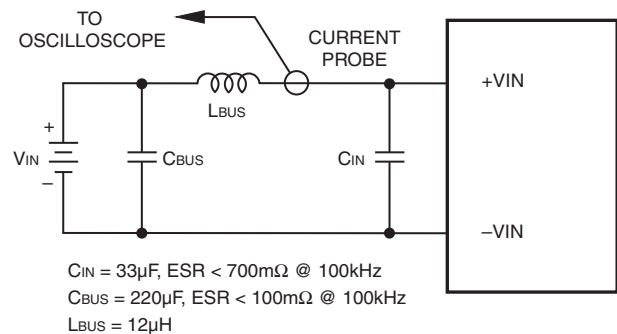 TO
OSCILLOSCOPE
CURRENT
PROBE
+VIN
LBUS
+
VIN
–
CBUS
CIN
–VIN
CIN = 33µF, ESR < 700mΩ @ 100kHz
CBUS = 220µF, ESR < 100mΩ @ 100kHz
LBUS = 12µH